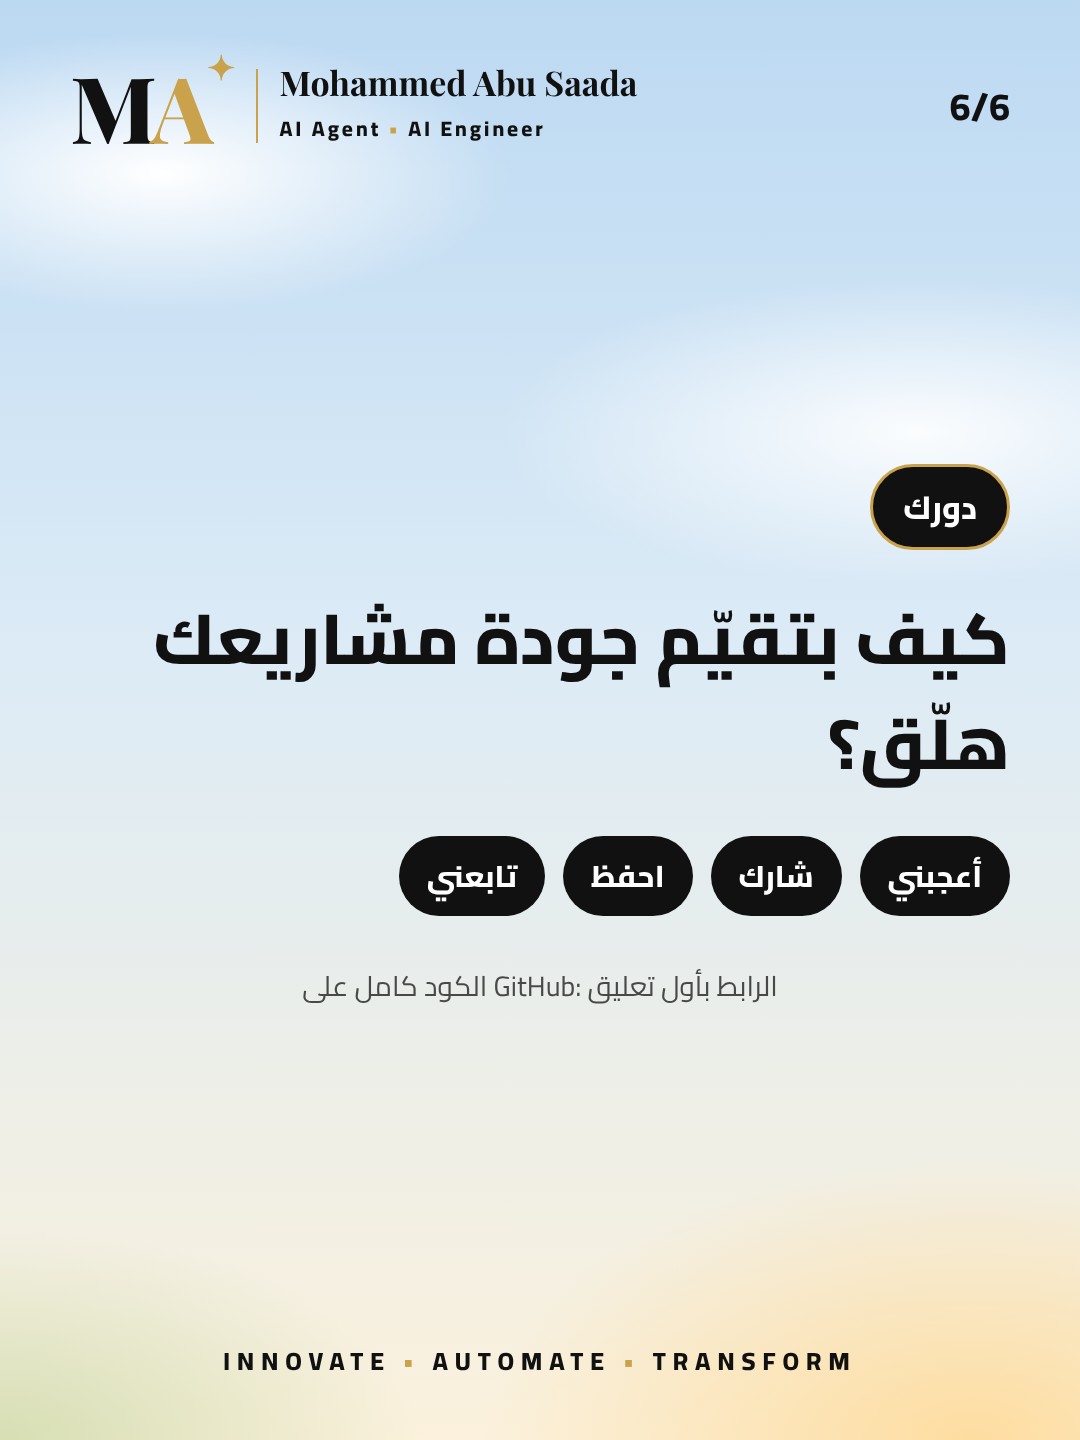 MA
Mohammed Abu Saada
AI Agent ▪ AI Engineer
6/6
دورك
كيف بتقيّم جودة مشاريعك
هلّق؟
أعجبني شارك احفظ تابعني
الرابط بأول تعليق :GitHub الكود كامل على
INNOVATE ▪ AUTOMATE ▪ TRANSFORM